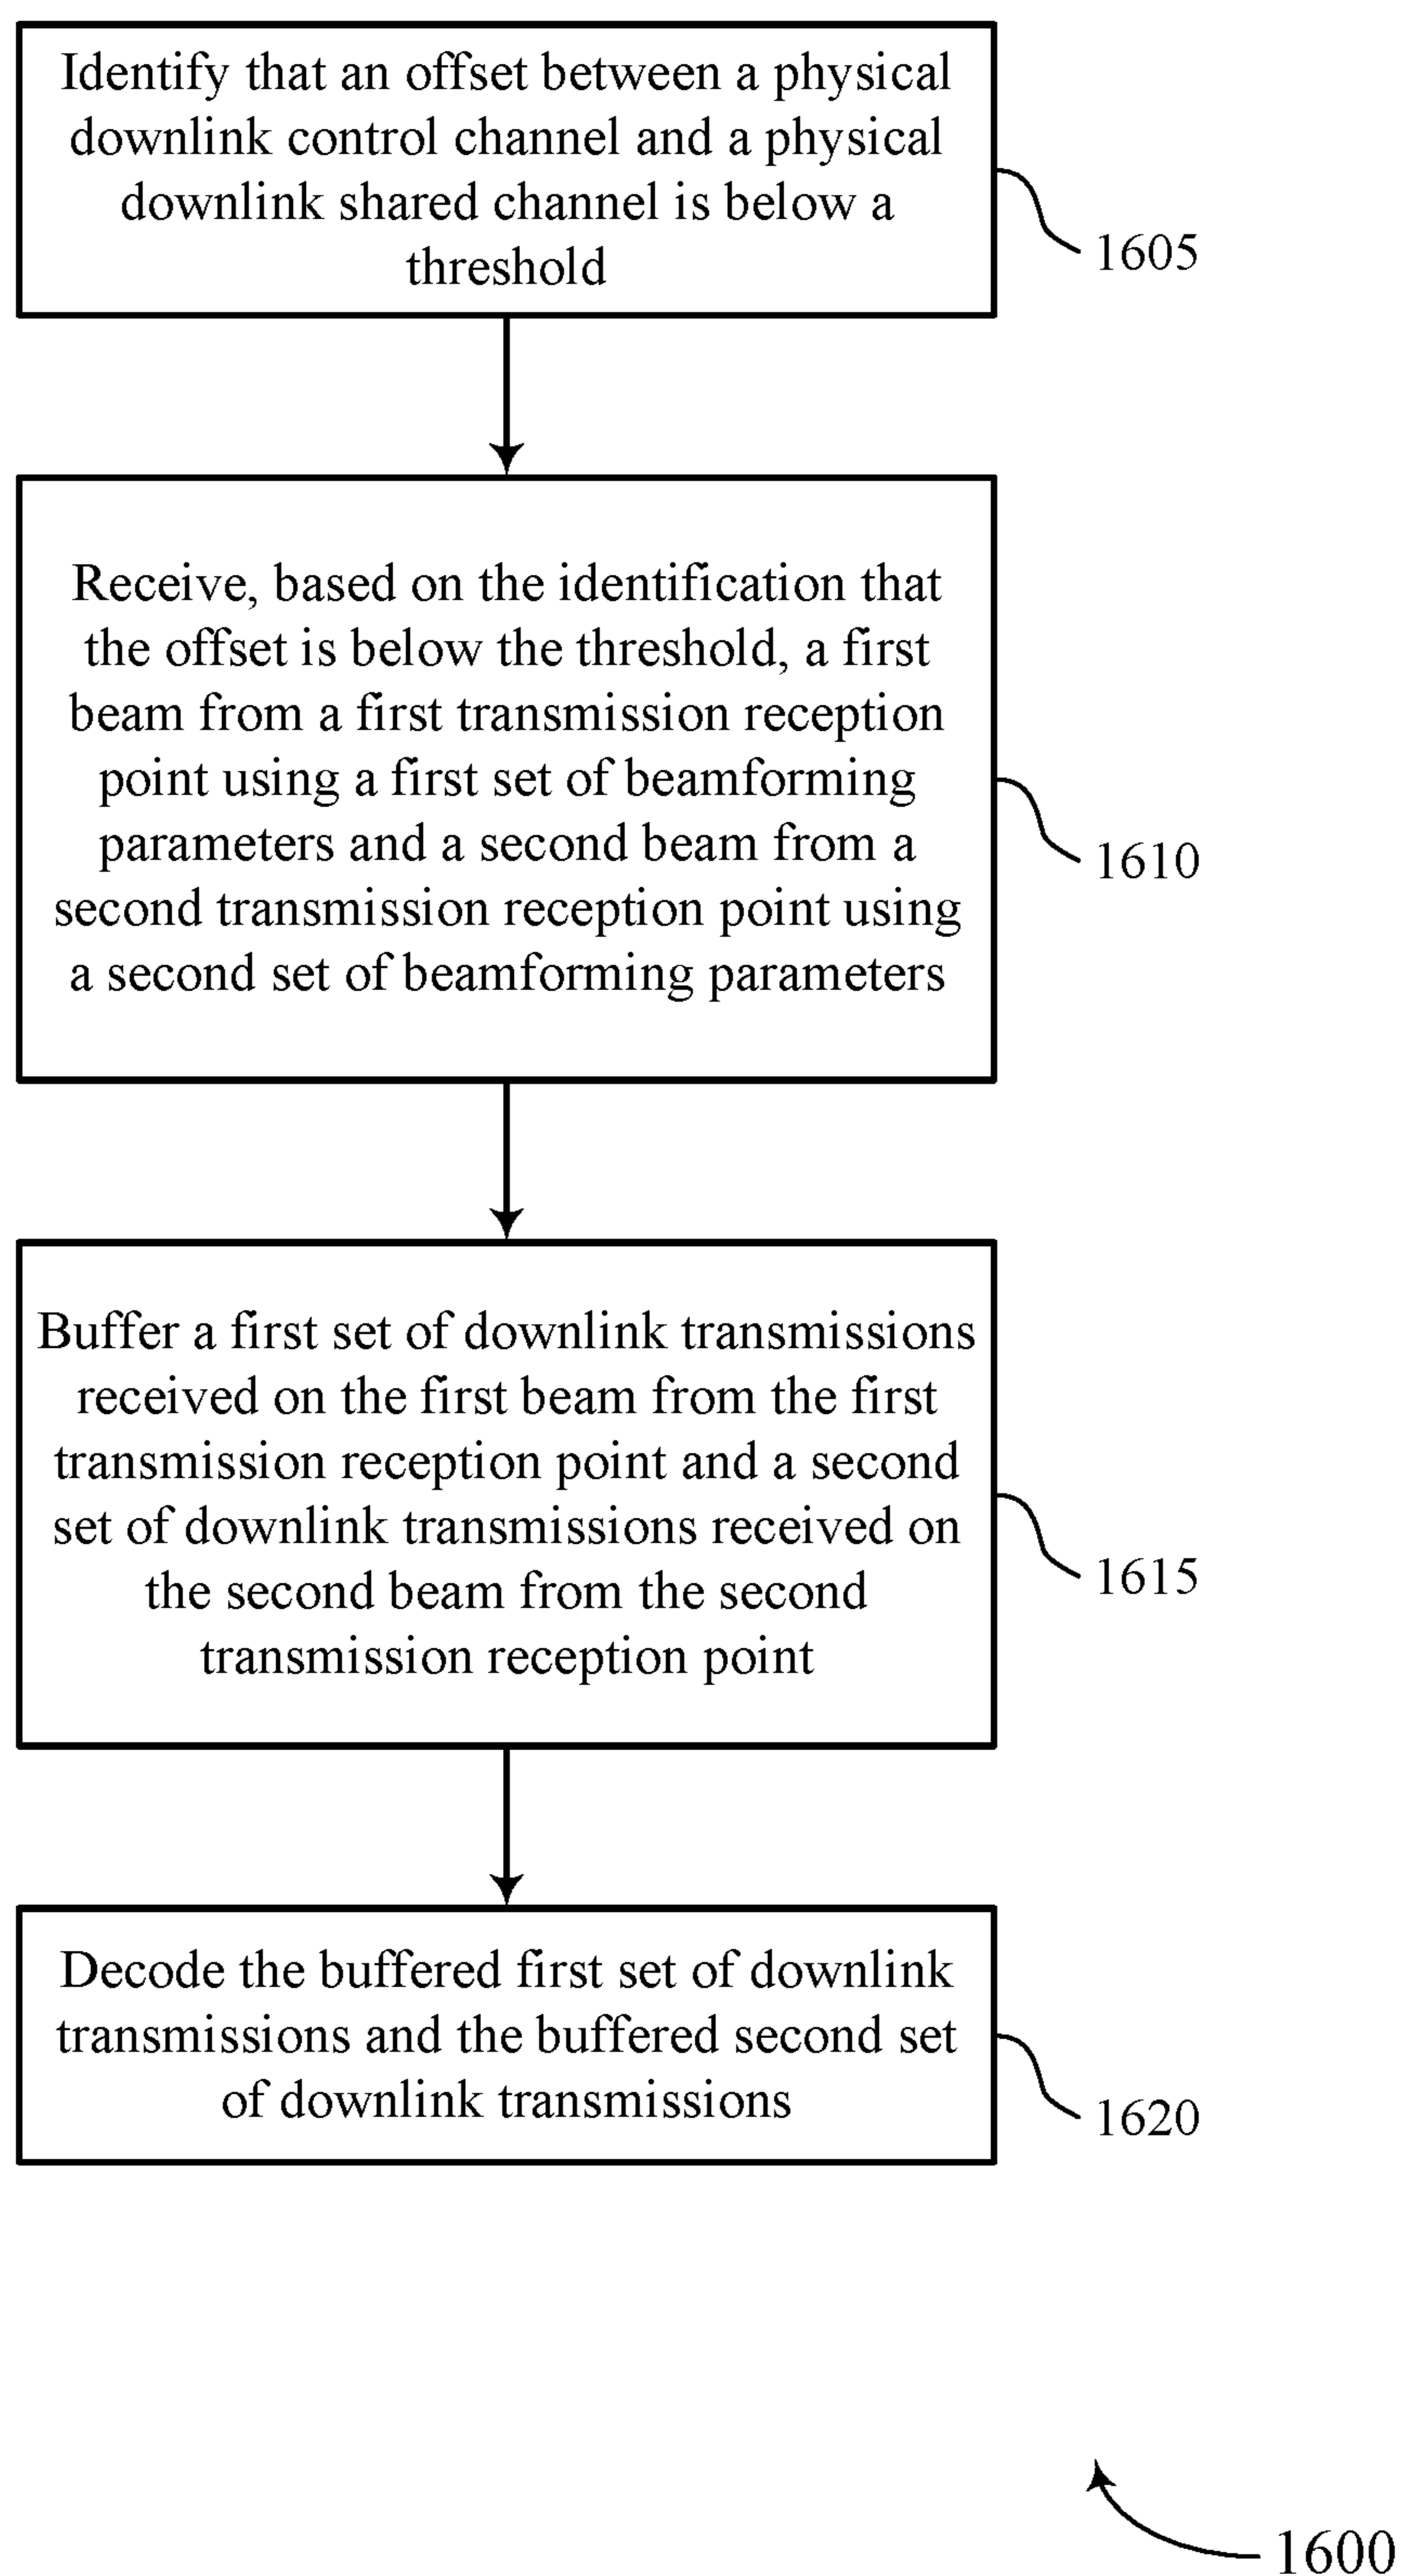 Identify that an offset between a physical
downlink control channel and a physical
downlink shared channel is below a
threshold
1605
Receive, based on the identification that
the offset is below the threshold, a first
beam from a first transmission reception
point using a first set of beamforming
parameters and a second beam from a
second transmission reception point using
a second set of beamforming parameters
1610
Buffer a first set of downlink transmissions
received on the first beam from the first
transmission reception point and a second
set of downlink transmissions received on
the second beam from the second
transmission reception point
1615
Decode the buffered first set of downlink
transmissions and the buffered second set
of downlink transmissions
1620
1600